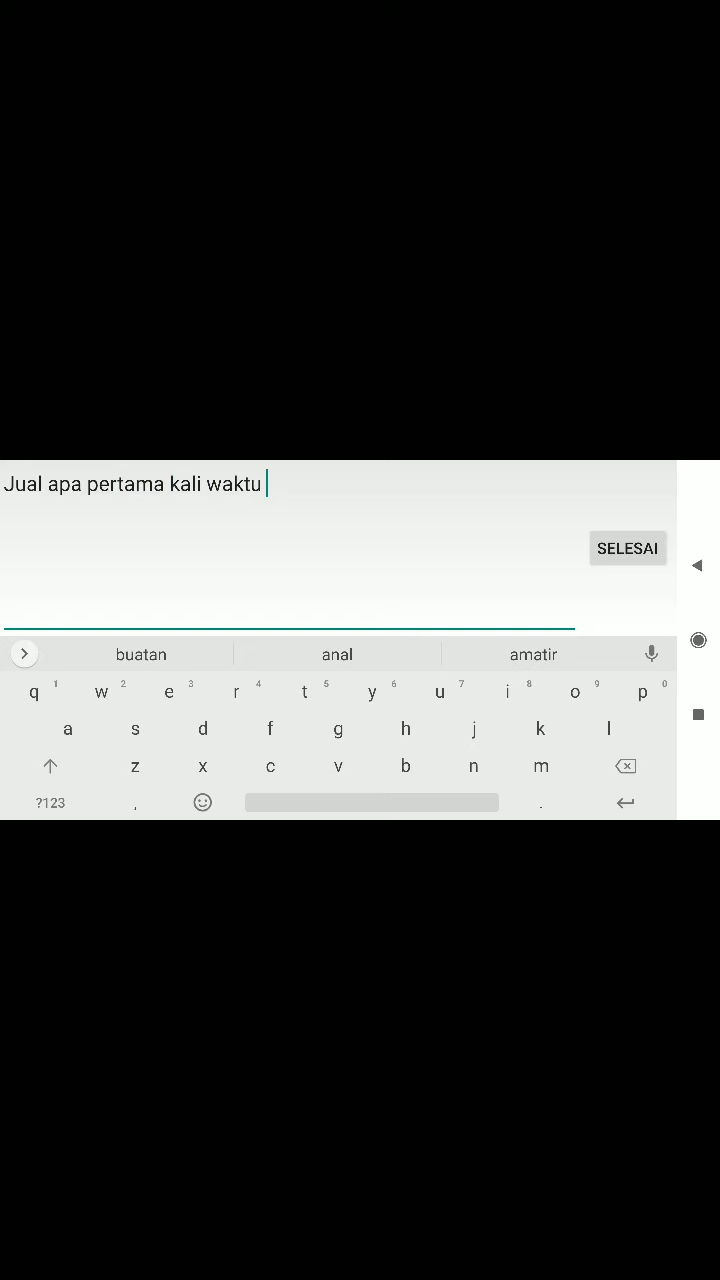 Jual apa pertama kali waktu
SELESAI
buatan anal amatir
q 1 w 2 e 3 r 4 t 5 y 6 u 7 i 8 o 9 p 0
a s d f g h j k l
z x c v b n m
?123 , .